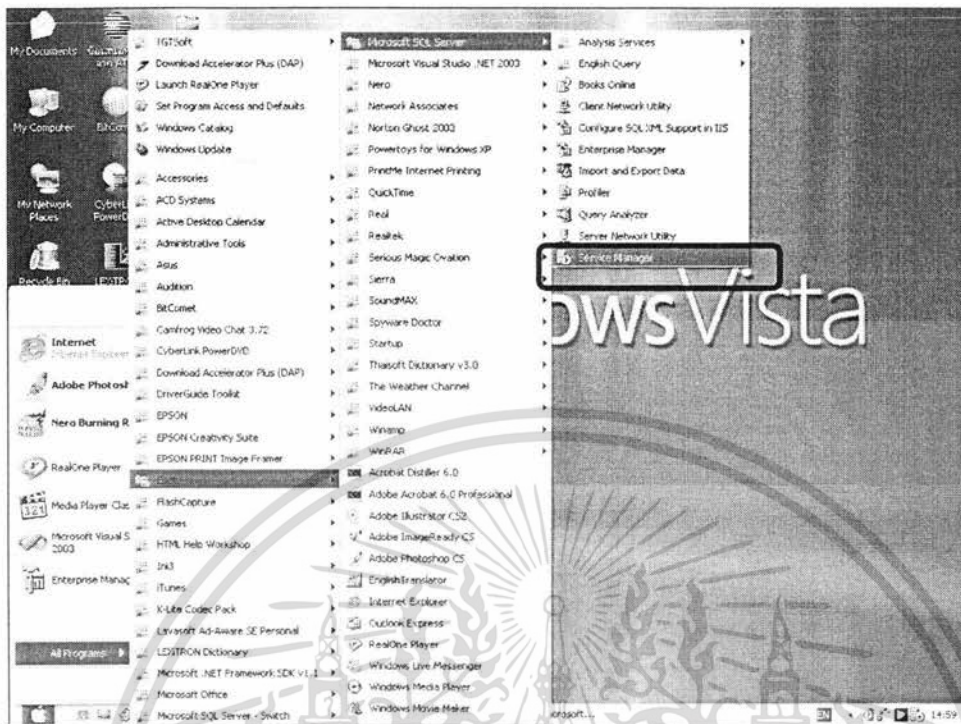 My Documents
My Computer
My Network
Places
Recycle Bin
Internet
Internet Explorer
Adobe Photosh
Nero Burning R
RealOne Player
Media Player Clas
Microsoft Visual S
2003
Enterprise Manag
All Programs
TGTSoft
Download Accelerator Plus (DAP)
Launch RealOne Player
Set Program Access and Defaults
Windows Catalog
Windows Update
Accessories
ACD Systems
Active Desktop Calendar
Administrative Tools
Asus
Audition
BitComet
Camfrog Video Chat 3.72
CyberLink PowerDVD
Download Accelerator Plus (DAP)
DriverGuide Toolkit
EPSON
EPSON Creativity Suite
EPSON PRINT Image Framer
FlashCapture
Games
HTML Help Workshop
Ink3
iTunes
K-Lite Codec Pack
Lavasoft Ad-Aware SE Personal
LEXITRON Dictionary
Microsoft .NET Framework SDK v1.1
Microsoft Office
Microsoft SQL Server - Switch
Microsoft SQL Server
Microsoft Visual Studio .NET 2003
Nero
Network Associates
Norton Ghost 2003
Powertoys for Windows XP
PrintMe Internet Printing
QuickTime
Real
Realtek
Serious Magic Ovation
Sierra
SoundMAX
Spyware Doctor
Startup
Thaisoft Dictionary v3.0
The Weather Channel
VideoLAN
Winamp
WinRAR
Acrobat Distiller 6.0
Adobe Acrobat 6.0 Professional
Adobe Illustrator CS2
Adobe ImageReady CS
Adobe Photoshop CS
EnglishTranslator
Internet Explorer
Outlook Express
RealOne Player
Windows Live Messenger
Windows Media Player
Windows Movie Maker
Analysis Services
English Query
Books Online
Client Network Utility
Configure SQL XML Support in IIS
Enterprise Manager
Import and Export Data
Profiler
Query Analyzer
Server Network Utility
Service Manager
ows Vista
crosoft...
14:59